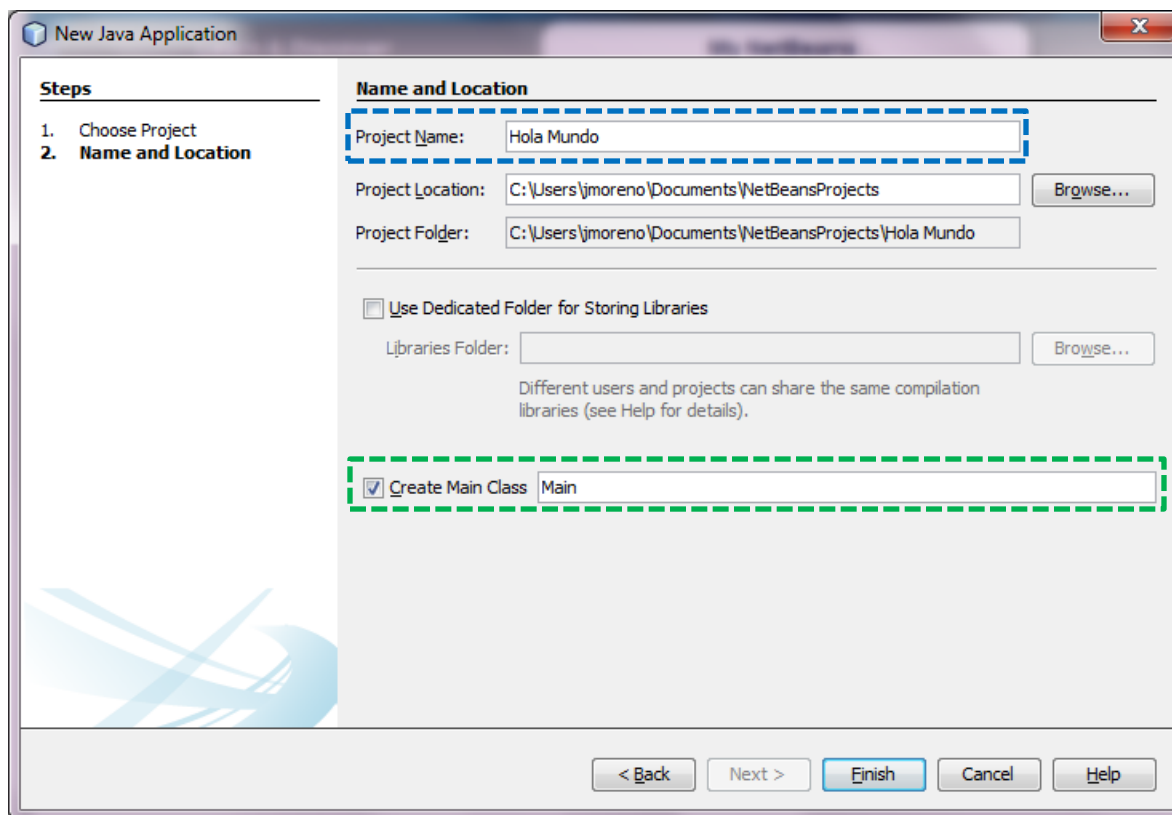 New Java Application
My NetBeans
Steps
1. Choose Project
2. Name and Location
Name and Location
Project Name: Hola Mundo
Project Location: C:\Users\jmoreno\Documents\NetBeansProjects Browse...
Project Folder: C:\Users\jmoreno\Documents\NetBeansProjects\Hola Mundo
Use Dedicated Folder for Storing Libraries
Libraries Folder: Browse...
Different users and projects can share the same compilation
libraries (see Help for details).
Create Main Class Main
< Back Next > Finish Cancel Help